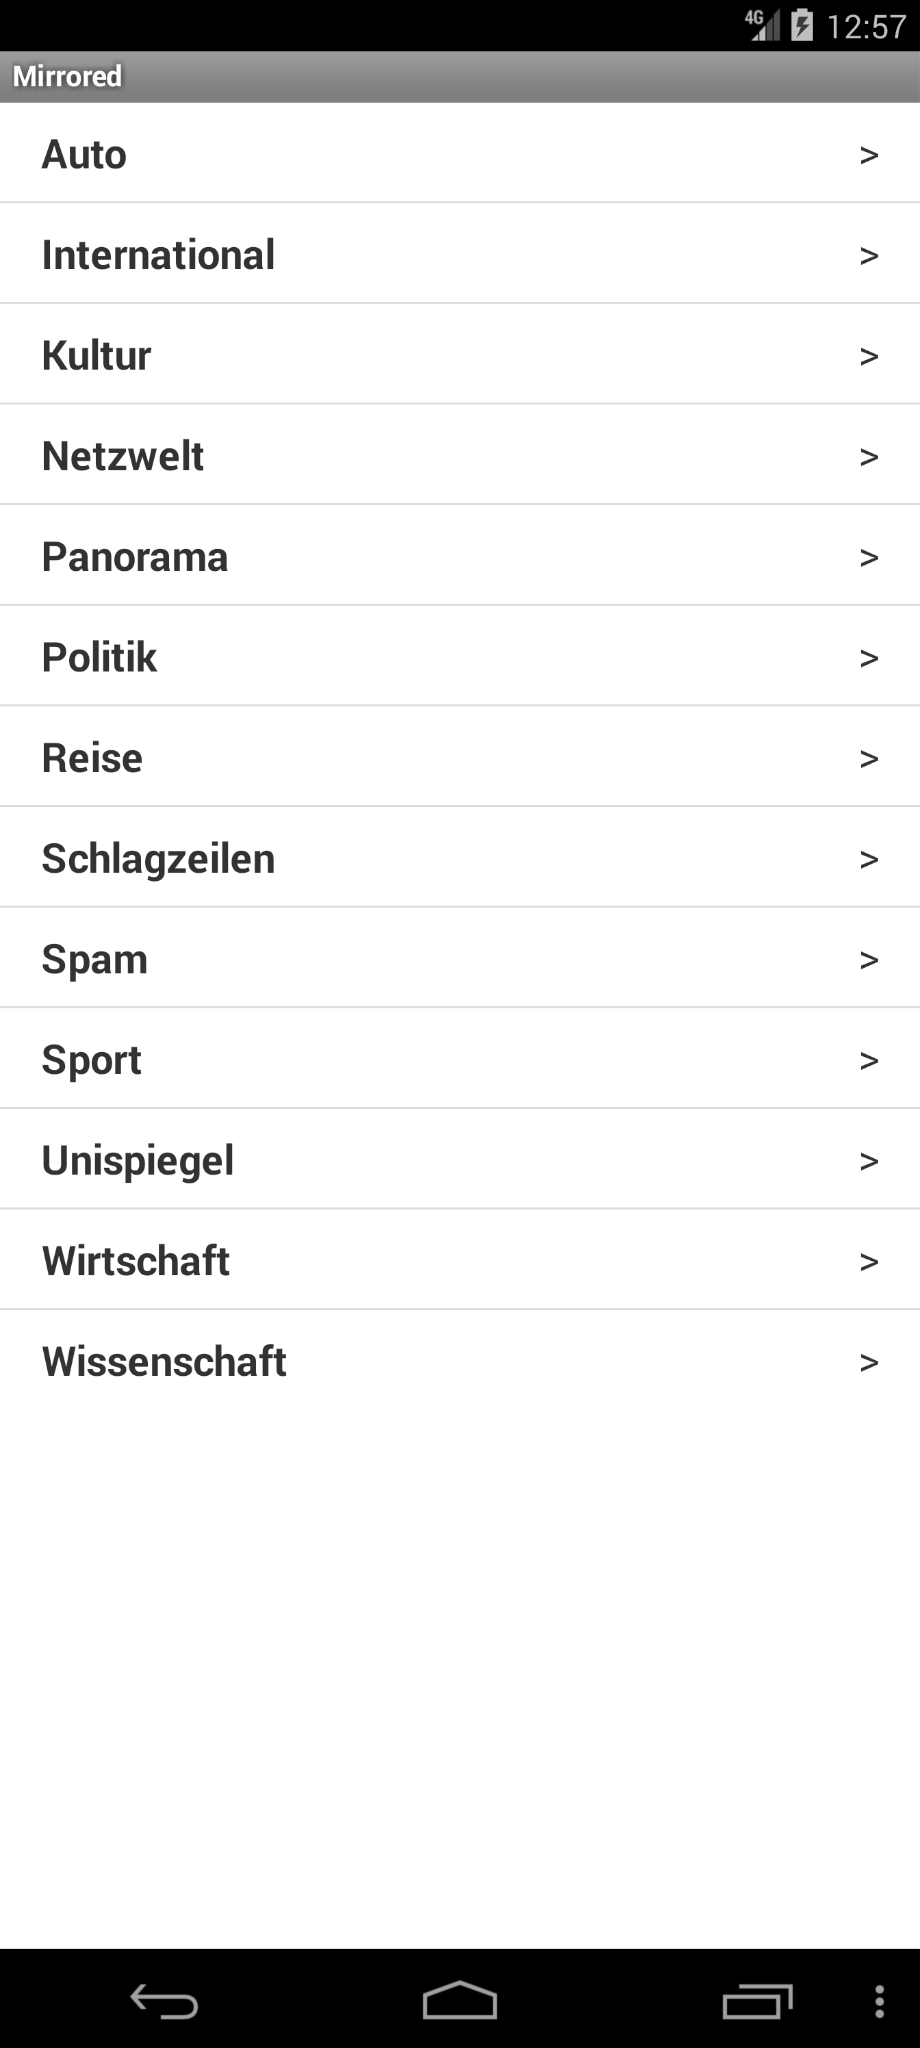 4G 12:57
Mirrored
Auto >
International >
Kultur >
Netzwelt >
Panorama >
Politik >
Reise >
Schlagzeilen >
Spam >
Sport >
Unispiegel >
Wirtschaft >
Wissenschaft >